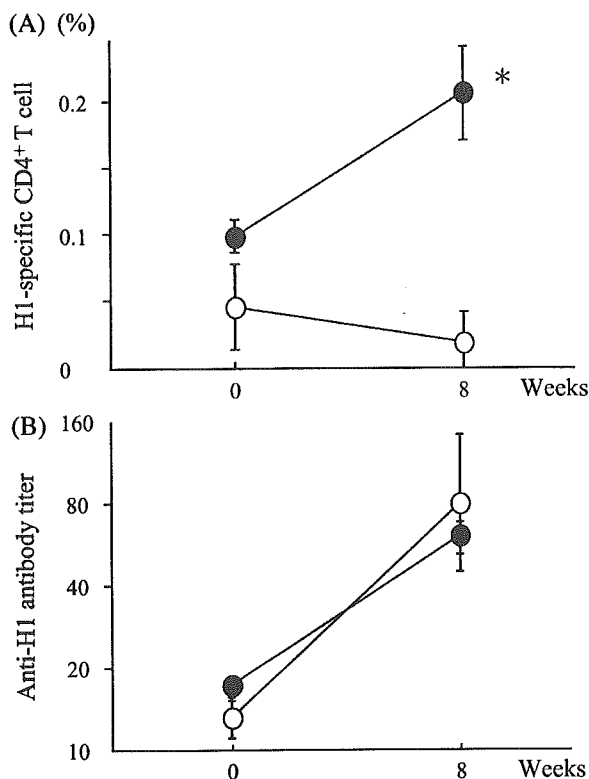 (A) (%)
H1-specific CD4+ T cell
0.2
0.1
0
*
0 8 Weeks
(B)
Anti-H1 antibody titer
160
80
40
20
10
0 8 Weeks